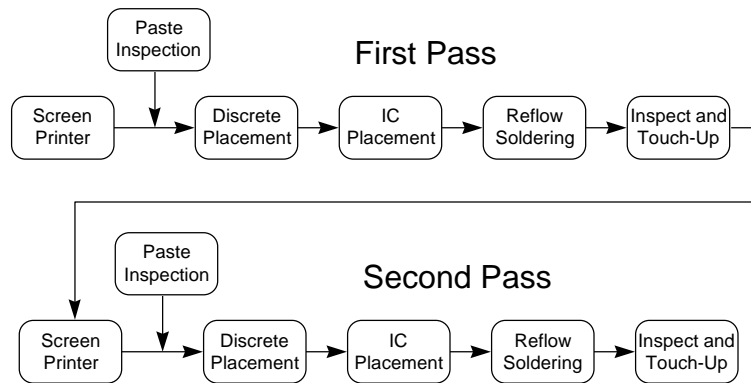 Paste
Inspection
First Pass
Screen
Printer
Discrete
Placement
IC
Placement
Reflow
Soldering
Inspect and
Touch-Up
Paste
Inspection
Second Pass
Screen
Printer
Discrete
Placement
IC
Placement
Reflow
Soldering
Inspect and
Touch-Up